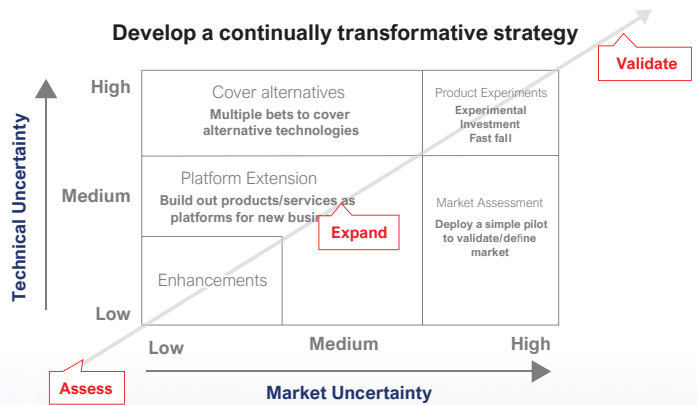 Develop a continually transformative strategy
Validate
High
Cover alternatives
Multiple bets to cover
alternative technologies
Product Experiments
Experimental
Investment
Fast fall
Technical Uncertainty
Medium
Platform Extension
Build out products/services as
platforms for new busin
Expand
Market Assessment
Deploy a simple pilot
to validate/define
market
Enhancements
Low
Low
Medium
High
Assess
Market Uncertainty